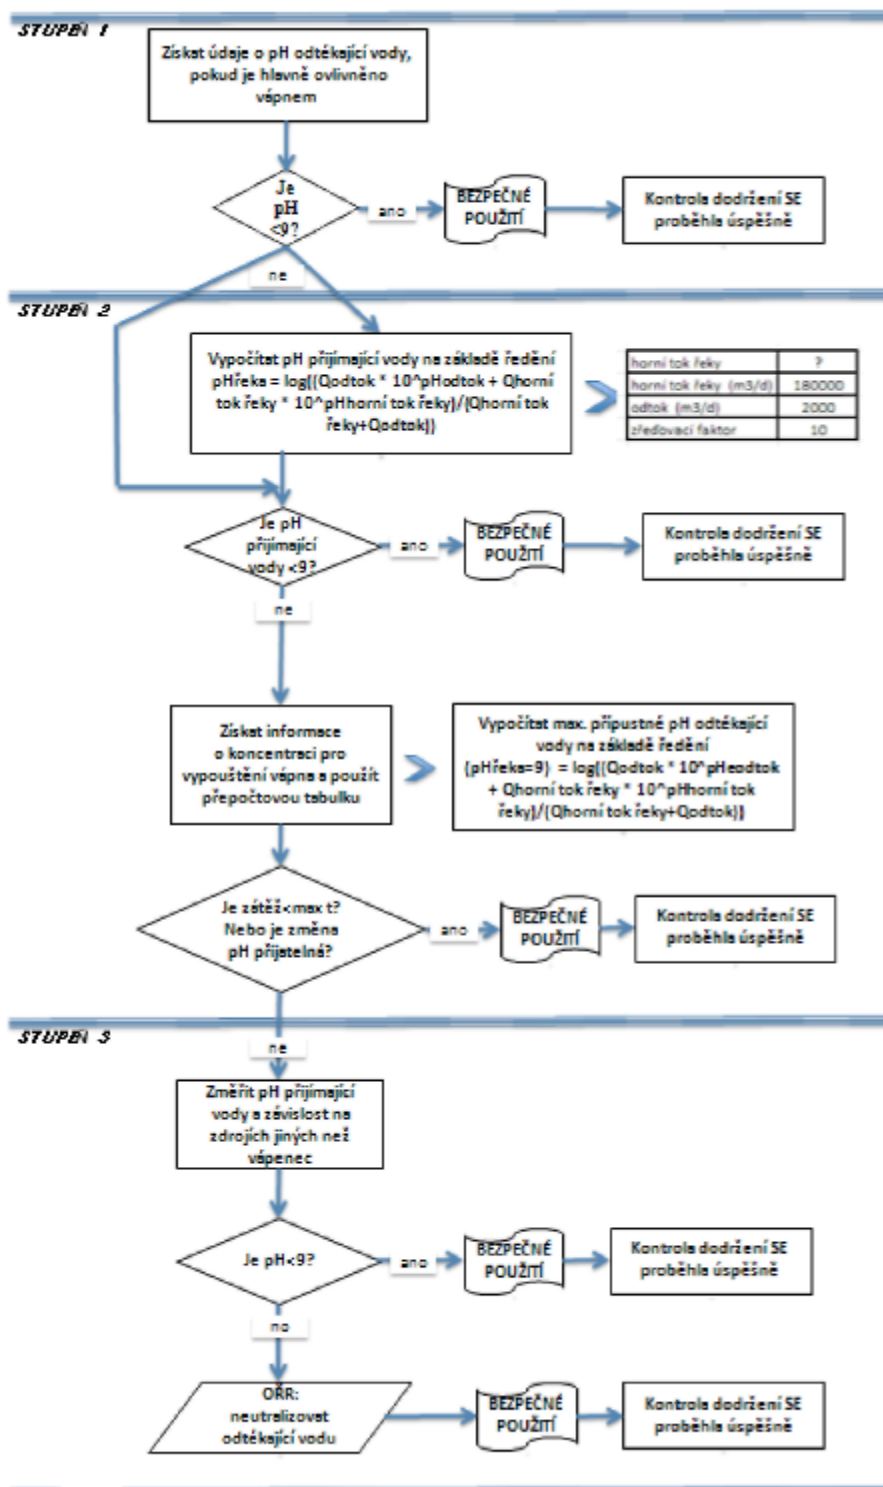 STUPEŇ 1
Získat údaje o pH odtékající vody,
pokud je hlavně ovlivněno
vápnem
Je
pH
<9?
ano
BEZPEČNÉ
POUŽITÍ
Kontrola dodržení SE
proběhla úspěšně
ne
STUPEŇ 2
Vypočítat pH přijímající vody na základě ředění
pHřeka = log((Qodtok * 10^pHodtok + Qhorní
tok řeky * 10^pHhorní tok řeky)/(Qhorní tok
řeky+Qodtok))
horní tok řeky ?
horní tok řeky (m3/d) 180000
odtok (m3/d) 2000
zřeďovací faktor 10
Je pH
přijímající
vody <9?
ano
BEZPEČNÉ
POUŽITÍ
Kontrola dodržení SE
proběhla úspěšně
ne
Získat informace
o koncentraci pro
vypouštění vápna a použít
přepočtovou tabulku
Vypočítat max. přípustné pH odtékající
vody na základě ředění
(pHřeka=9) = log((Qodtok * 10^pHeodtok
+ Qhorní tok řeky * 10^pHhorní tok
řeky)/(Qhorní tok řeky+Qodtok))
Je zátěž<max t?
Nebo je změna
pH přijatelná?
ano
BEZPEČNÉ
POUŽITÍ
Kontrola dodržení SE
proběhla úspěšně
STUPEŇ 3
ne
Změřit pH přijímající
vody a závislost na
zdrojích jiných než
vápenec
Je pH<9?
ano
BEZPEČNÉ
POUŽITÍ
Kontrola dodržení SE
proběhla úspěšně
no
OŘR:
neutralizovat
odtékající vodu
BEZPEČNÉ
POUŽITÍ
Kontrola dodržení SE
proběhla úspěšně